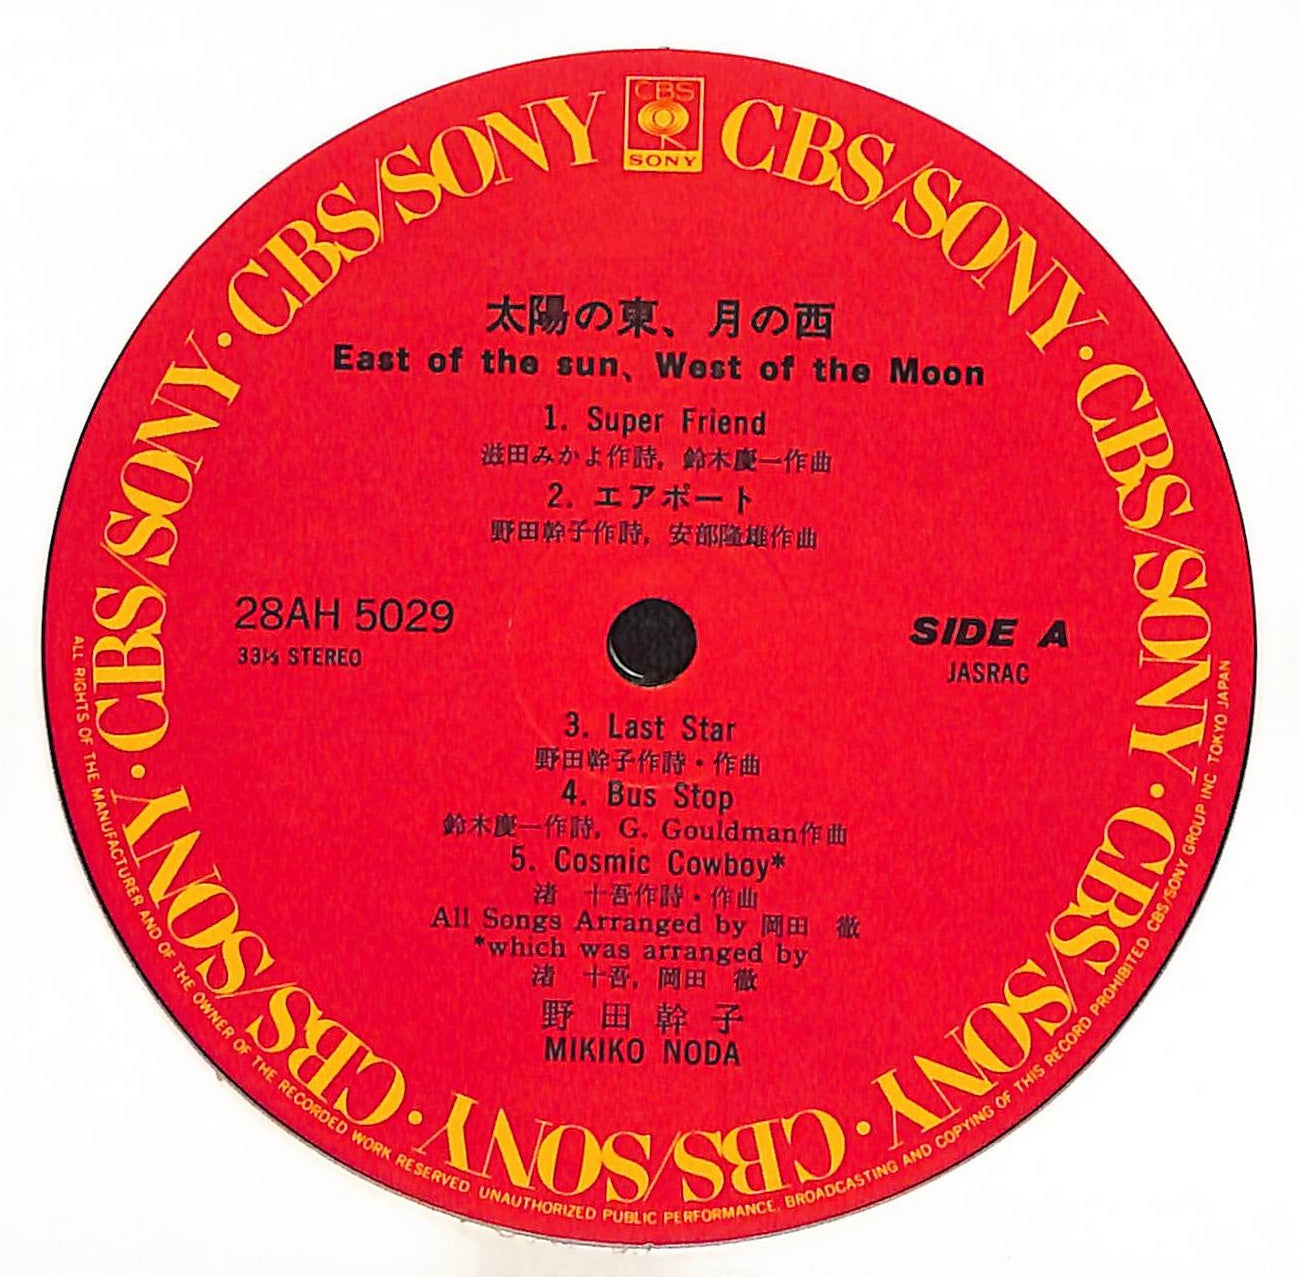 CBS
SONY
CBS/SONY · CBS/SONY · CBS/SONY · CBS/SONY · CBS/SONY · CBS/SONY · CBS/SONY
太陽の東、月の西
East of the sun、West of the Moon
1. Super Friend
滋田みかよ作詩, 鈴木慶一作曲
2. エアポート
野田幹子作詩, 安部隆雄作曲
28AH 5029
33⅓ STEREO
SIDE A
JASRAC
3. Last Star
野田幹子作詩・作曲
4. Bus Stop
鈴木慶一作詩, G. Gouldman作曲
5. Cosmic Cowboy*
渚 十吾作詩・作曲
All Songs Arranged by 岡田 徹
*which was arranged by
渚 十吾, 岡田 徹
野田幹子
MIKIKO NODA
ALL RIGHTS OF THE MANUFACTURER AND OF THE OWNER OF THE RECORDED WORK RESERVED UNAUTHORIZED PUBLIC PERFORMANCE, BROADCASTING AND COPYING OF THIS RECORD PROHIBITED CBS/SONY GROUP INC TOKYO JAPAN